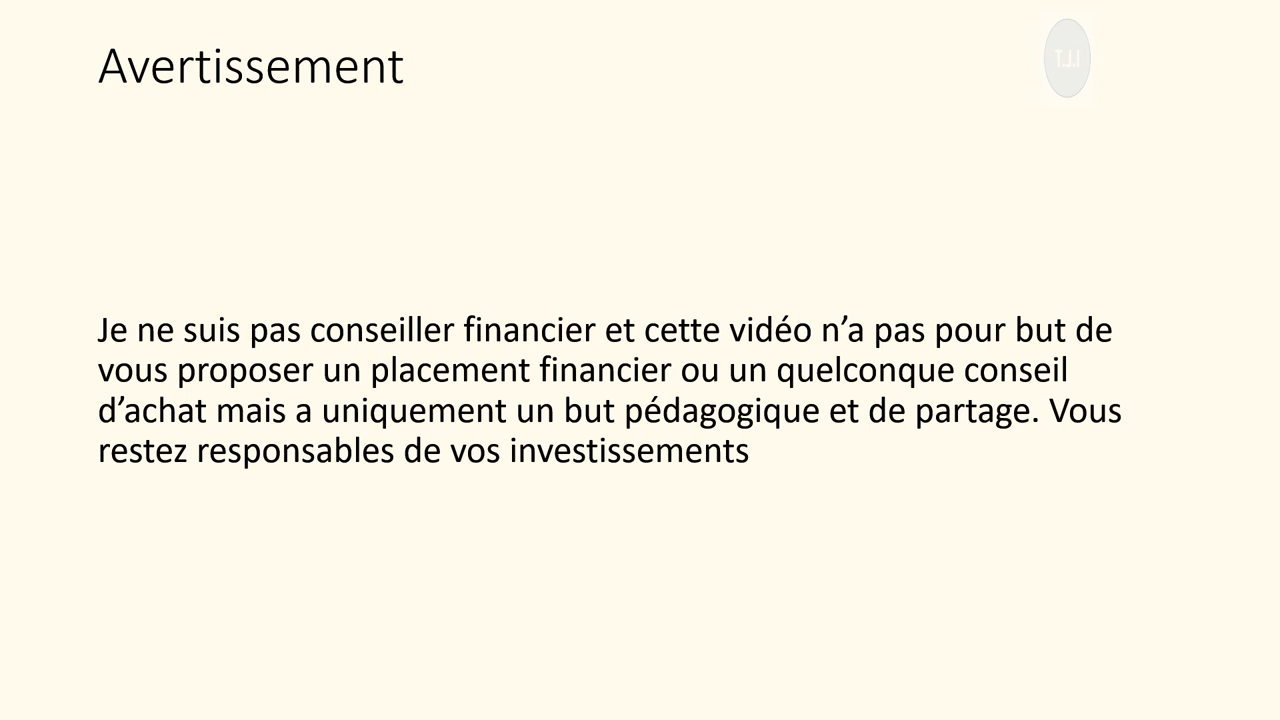 Avertissement
Je ne suis pas conseiller financier et cette vidéo n’a pas pour but de
vous proposer un placement financier ou un quelconque conseil
d’achat mais a uniquement un but pédagogique et de partage. Vous
restez responsables de vos investissements